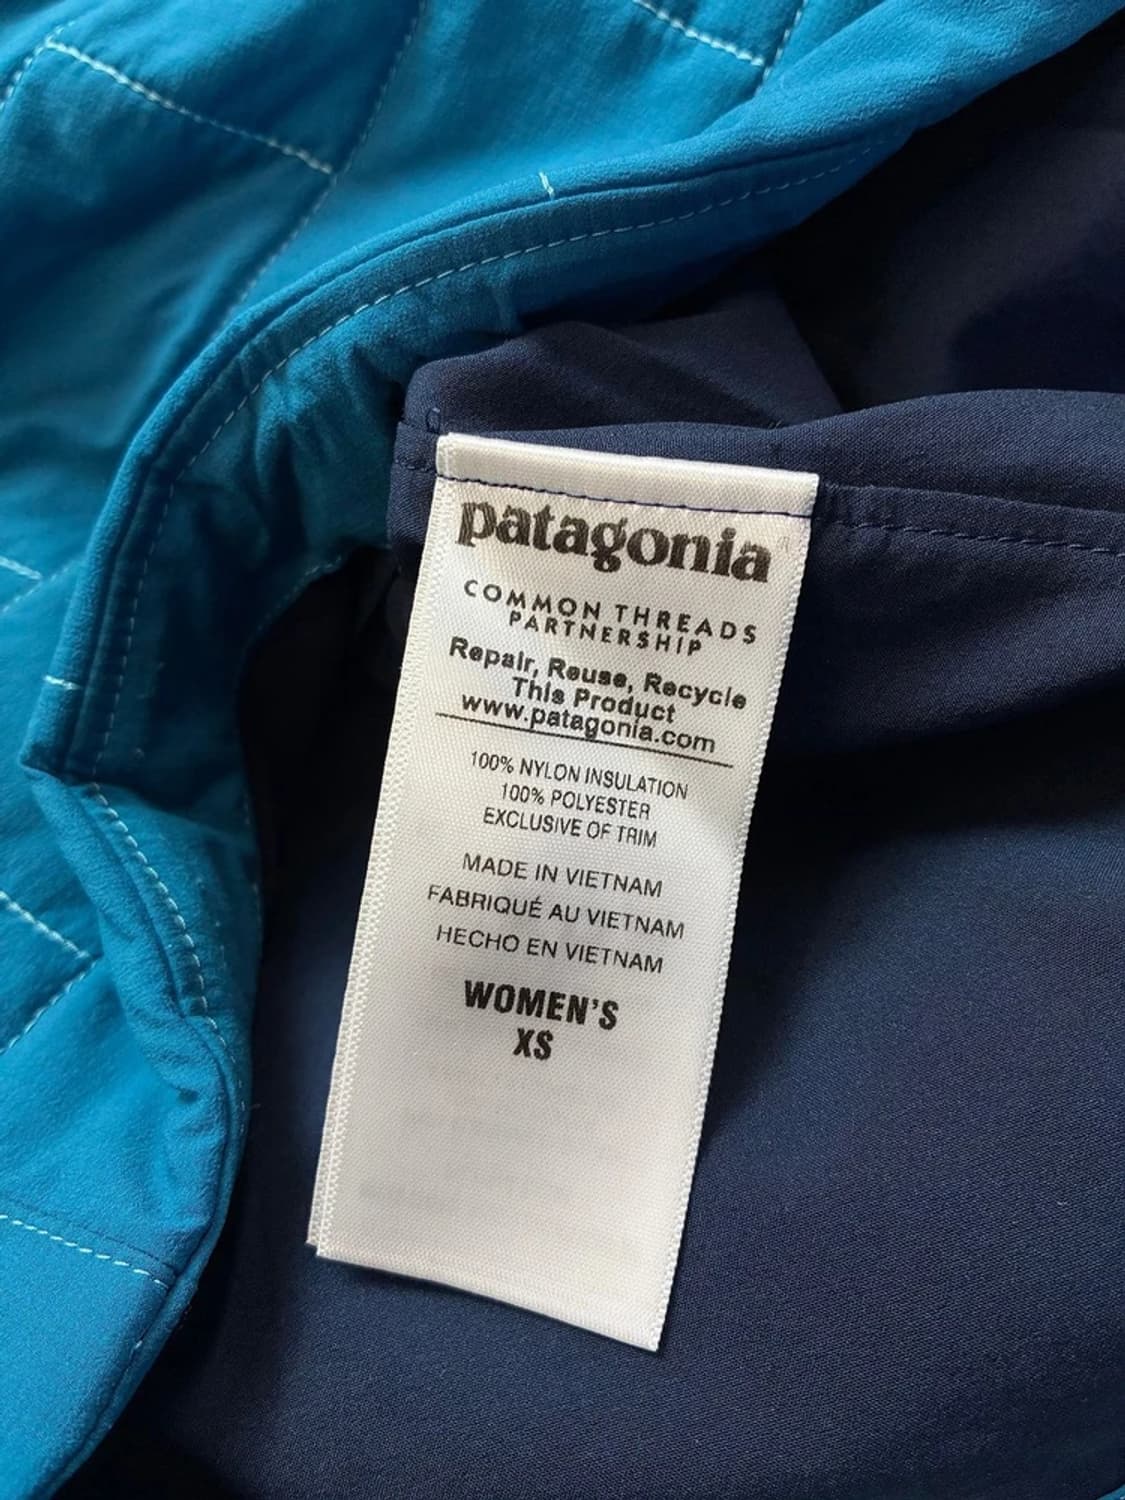 patagonia
COMMON THREADS
PARTNERSHIP
Repair, Reuse, Recycle
This Product
www.patagonia.com
100% NYLON INSULATION
100% POLYESTER
EXCLUSIVE OF TRIM
MADE IN VIETNAM
FABRIQUÉ AU VIETNAM
HECHO EN VIETNAM
WOMEN'S
XS